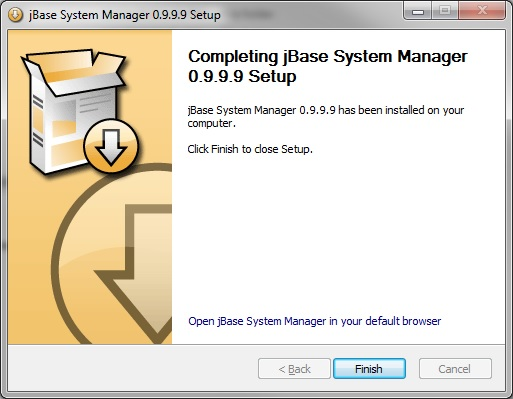 jBase System Manager 0.9.9.9 Setup
Completing jBase System Manager
0.9.9.9 Setup
jBase System Manager 0.9.9.9 has been installed on your
computer.
Click Finish to close Setup.
Open jBase System Manager in your default browser
< Back
Finish
Cancel